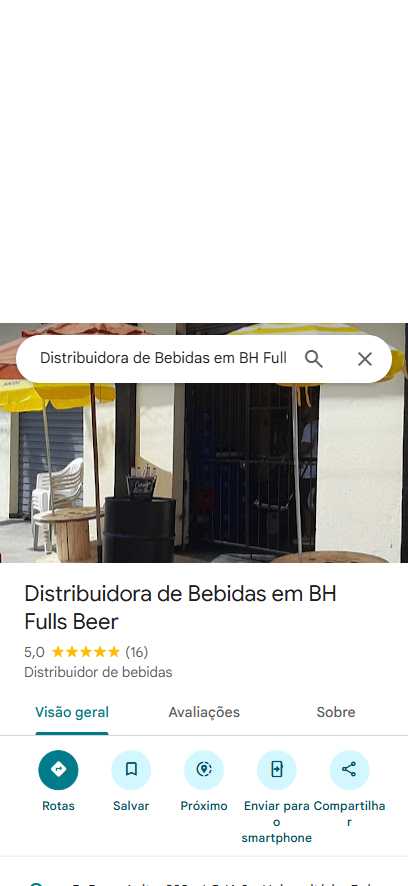 Distribuidora de Bebidas em BH Full
Distribuidora de Bebidas em BH
Fulls Beer
5,0 (16)
Distribuidor de bebidas
Visão geral
Avaliações
Sobre
Rotas
Salvar
Próximo
Enviar para
o
smartphone
Compartilha
r